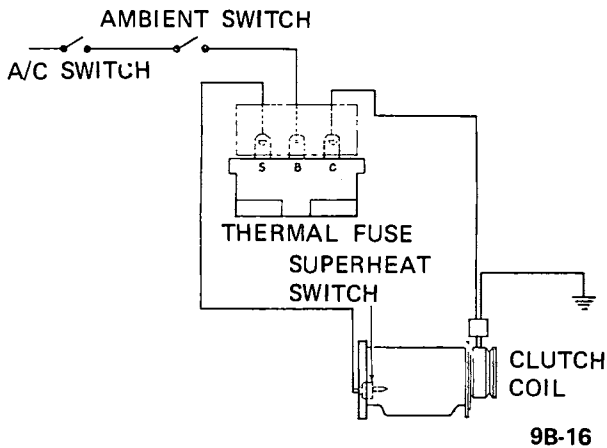 AMBIENT SWITCH
A/C SWITCH
S B C
THERMAL FUSE
SUPERHEAT
SWITCH
CLUTCH
COIL
9B-16